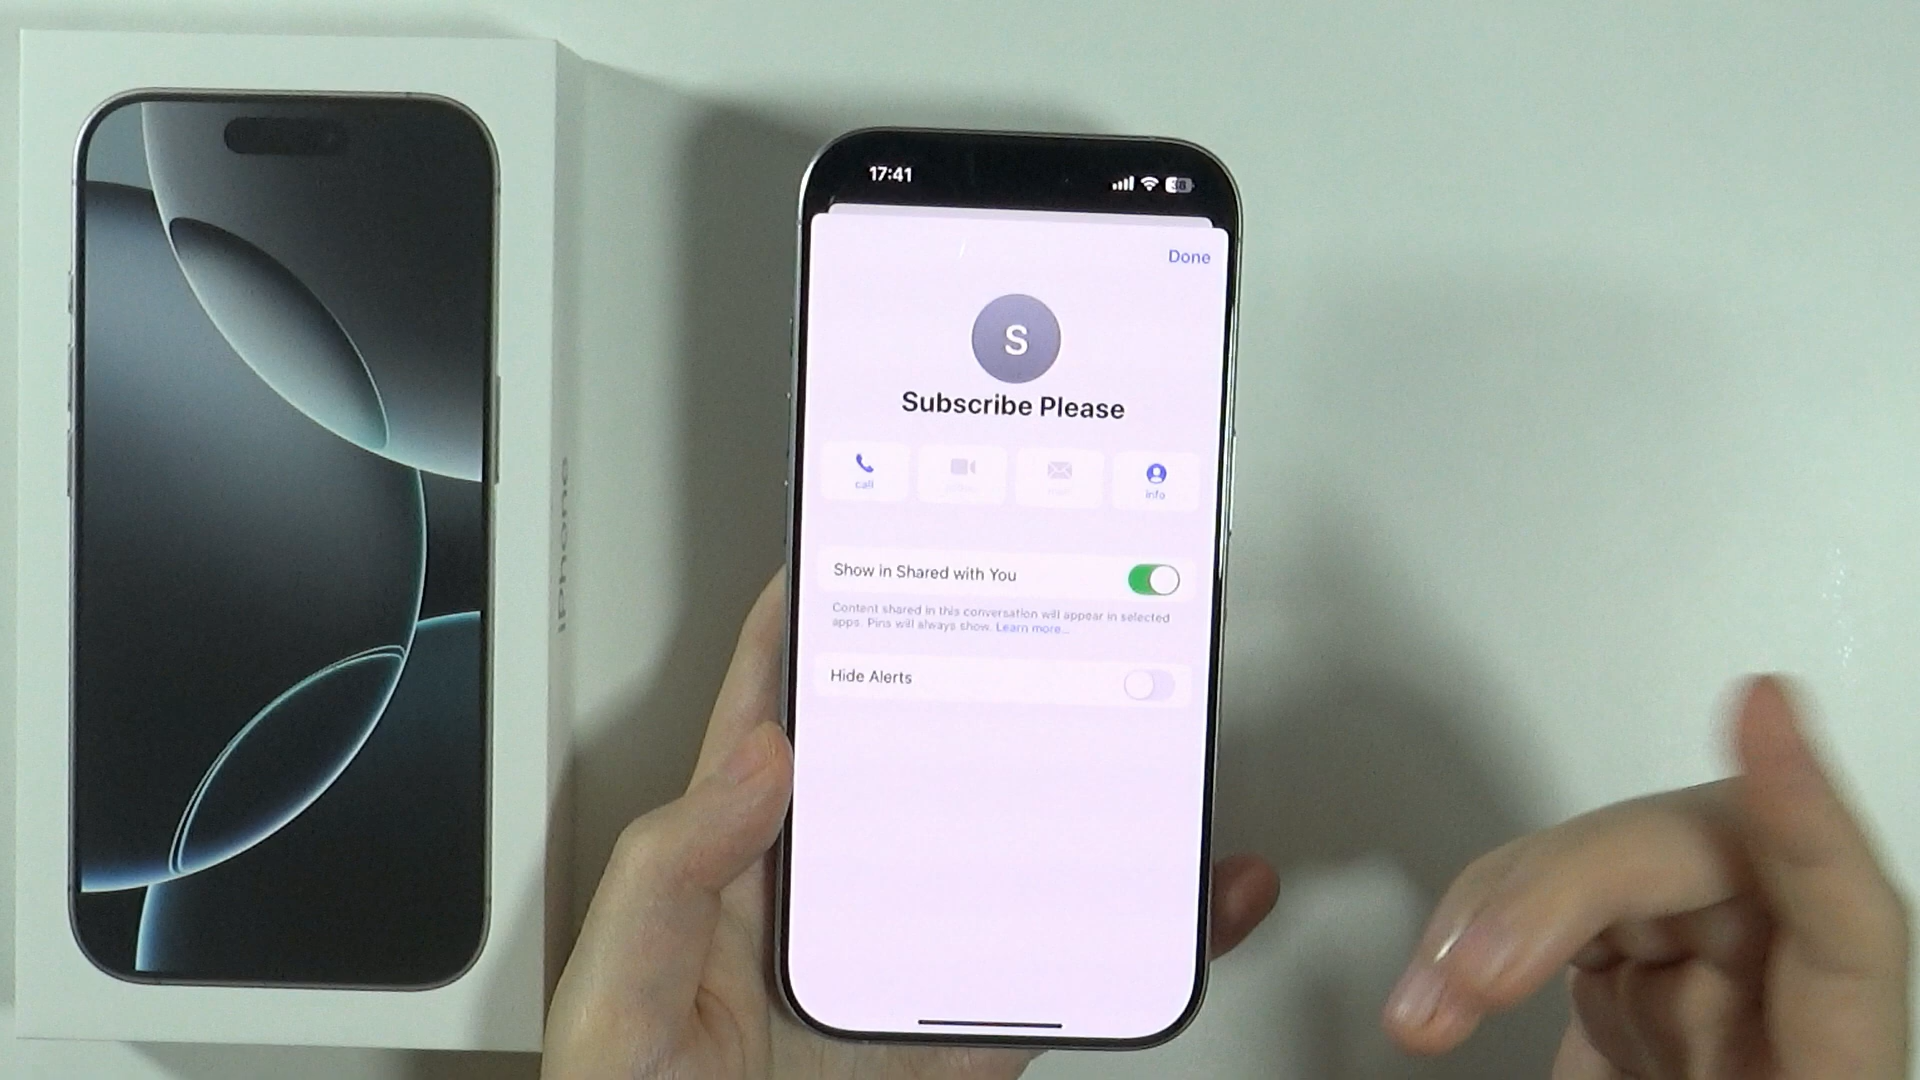 iPhone
17:41
38
Done
S
Subscribe Please
call
info
Show in Shared with You
Content shared in this conversation will appear in selected
apps. Pins will always show. Learn more...
Hide Alerts